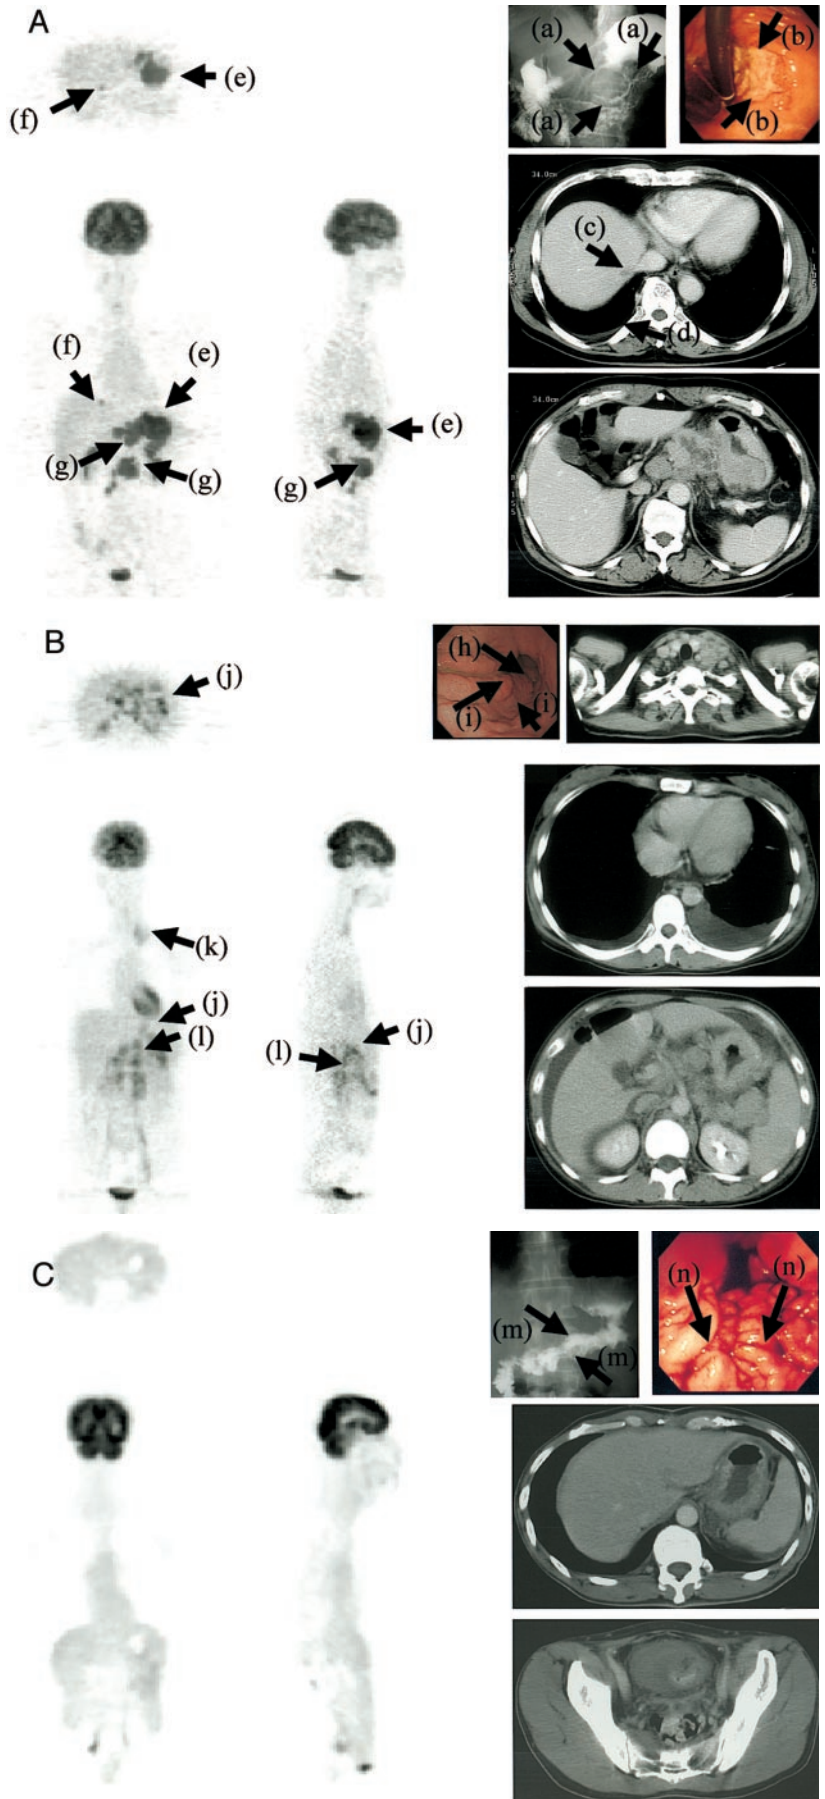 A
(e)
(f)
(a)
(a)
(a)
(b)
(b)
34.0cm
(c)
(d)
(f)
(e)
(g)
(g)
(e)
(g)
34.0cm
B
(j)
(h)
(i)
(i)
(k)
(j)
(l)
(j)
(l)
C
(m)
(m)
(n)
(n)